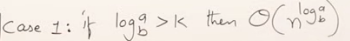 Case 1: if log_b^a > k then Θ(n^{log_b^a})